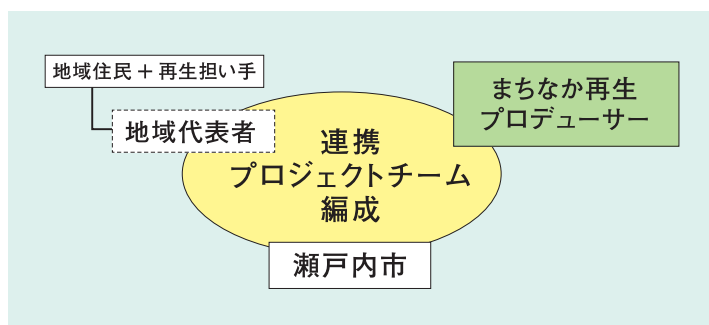 地域住民＋再生担い手
地域代表者
まちなか再生
プロデューサー
連携
プロジェクトチーム
編成
瀬戸内市